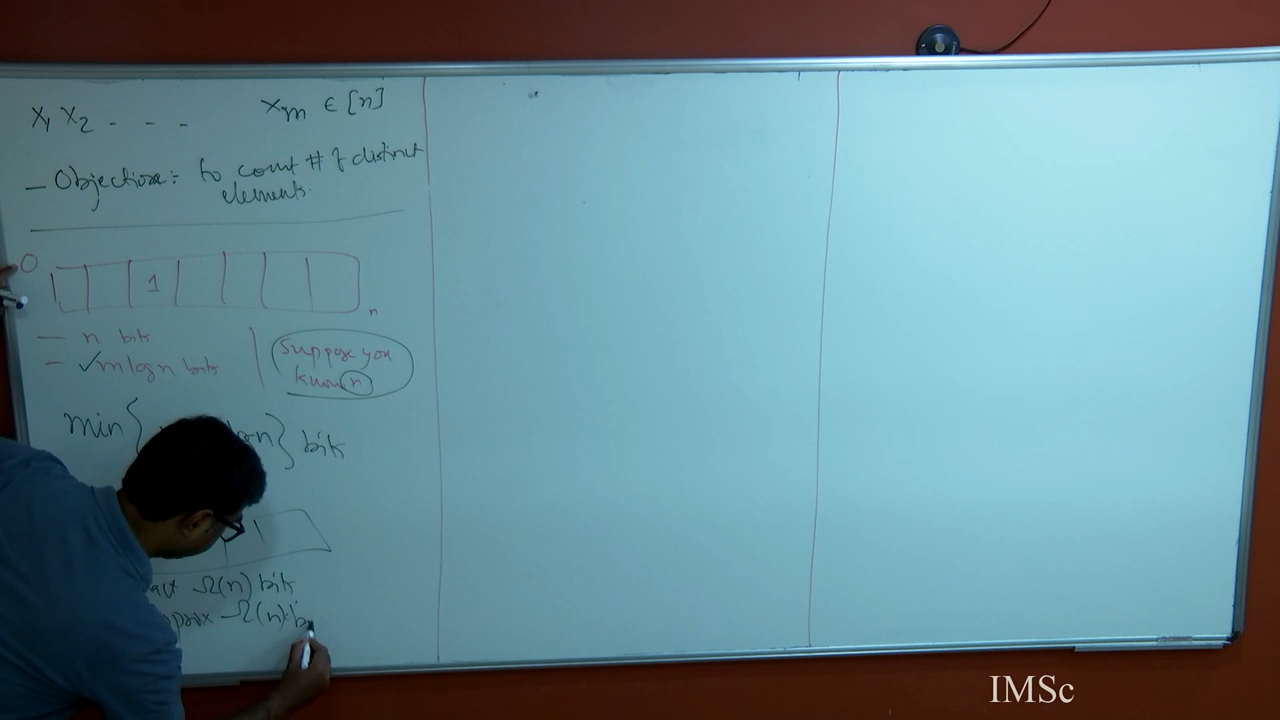 X1 X2 - - - xm ∈ [n]
- Objective: to count # of distinct
elements.
0
1
n
- n bits
- ✓mlogn bits
Suppose you
know n
min{ n} bits
Ω(n) bits
Ω(n)
IMSc